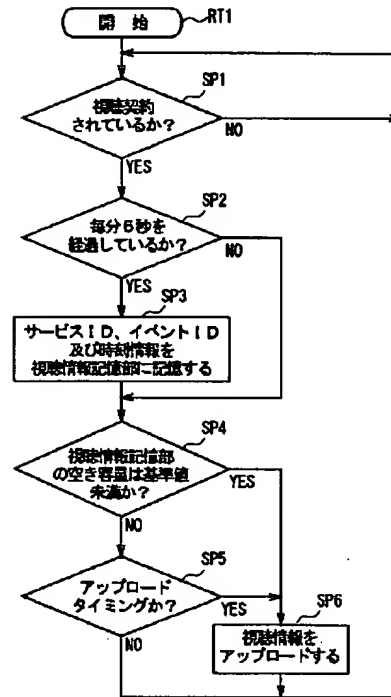 開 始
RT1
SP1
視聴契約
されているか?
NO
YES
SP2
毎分6秒を
経過しているか?
NO
YES
SP3
サービスID、イベントID
及び時刻情報を
視聴情報記憶部に記憶する
SP4
視聴情報記憶部
の空き容量は基準値
未満か?
YES
NO
SP5
アップロード
タイミングか?
YES
NO
SP6
視聴情報を
アップロードする